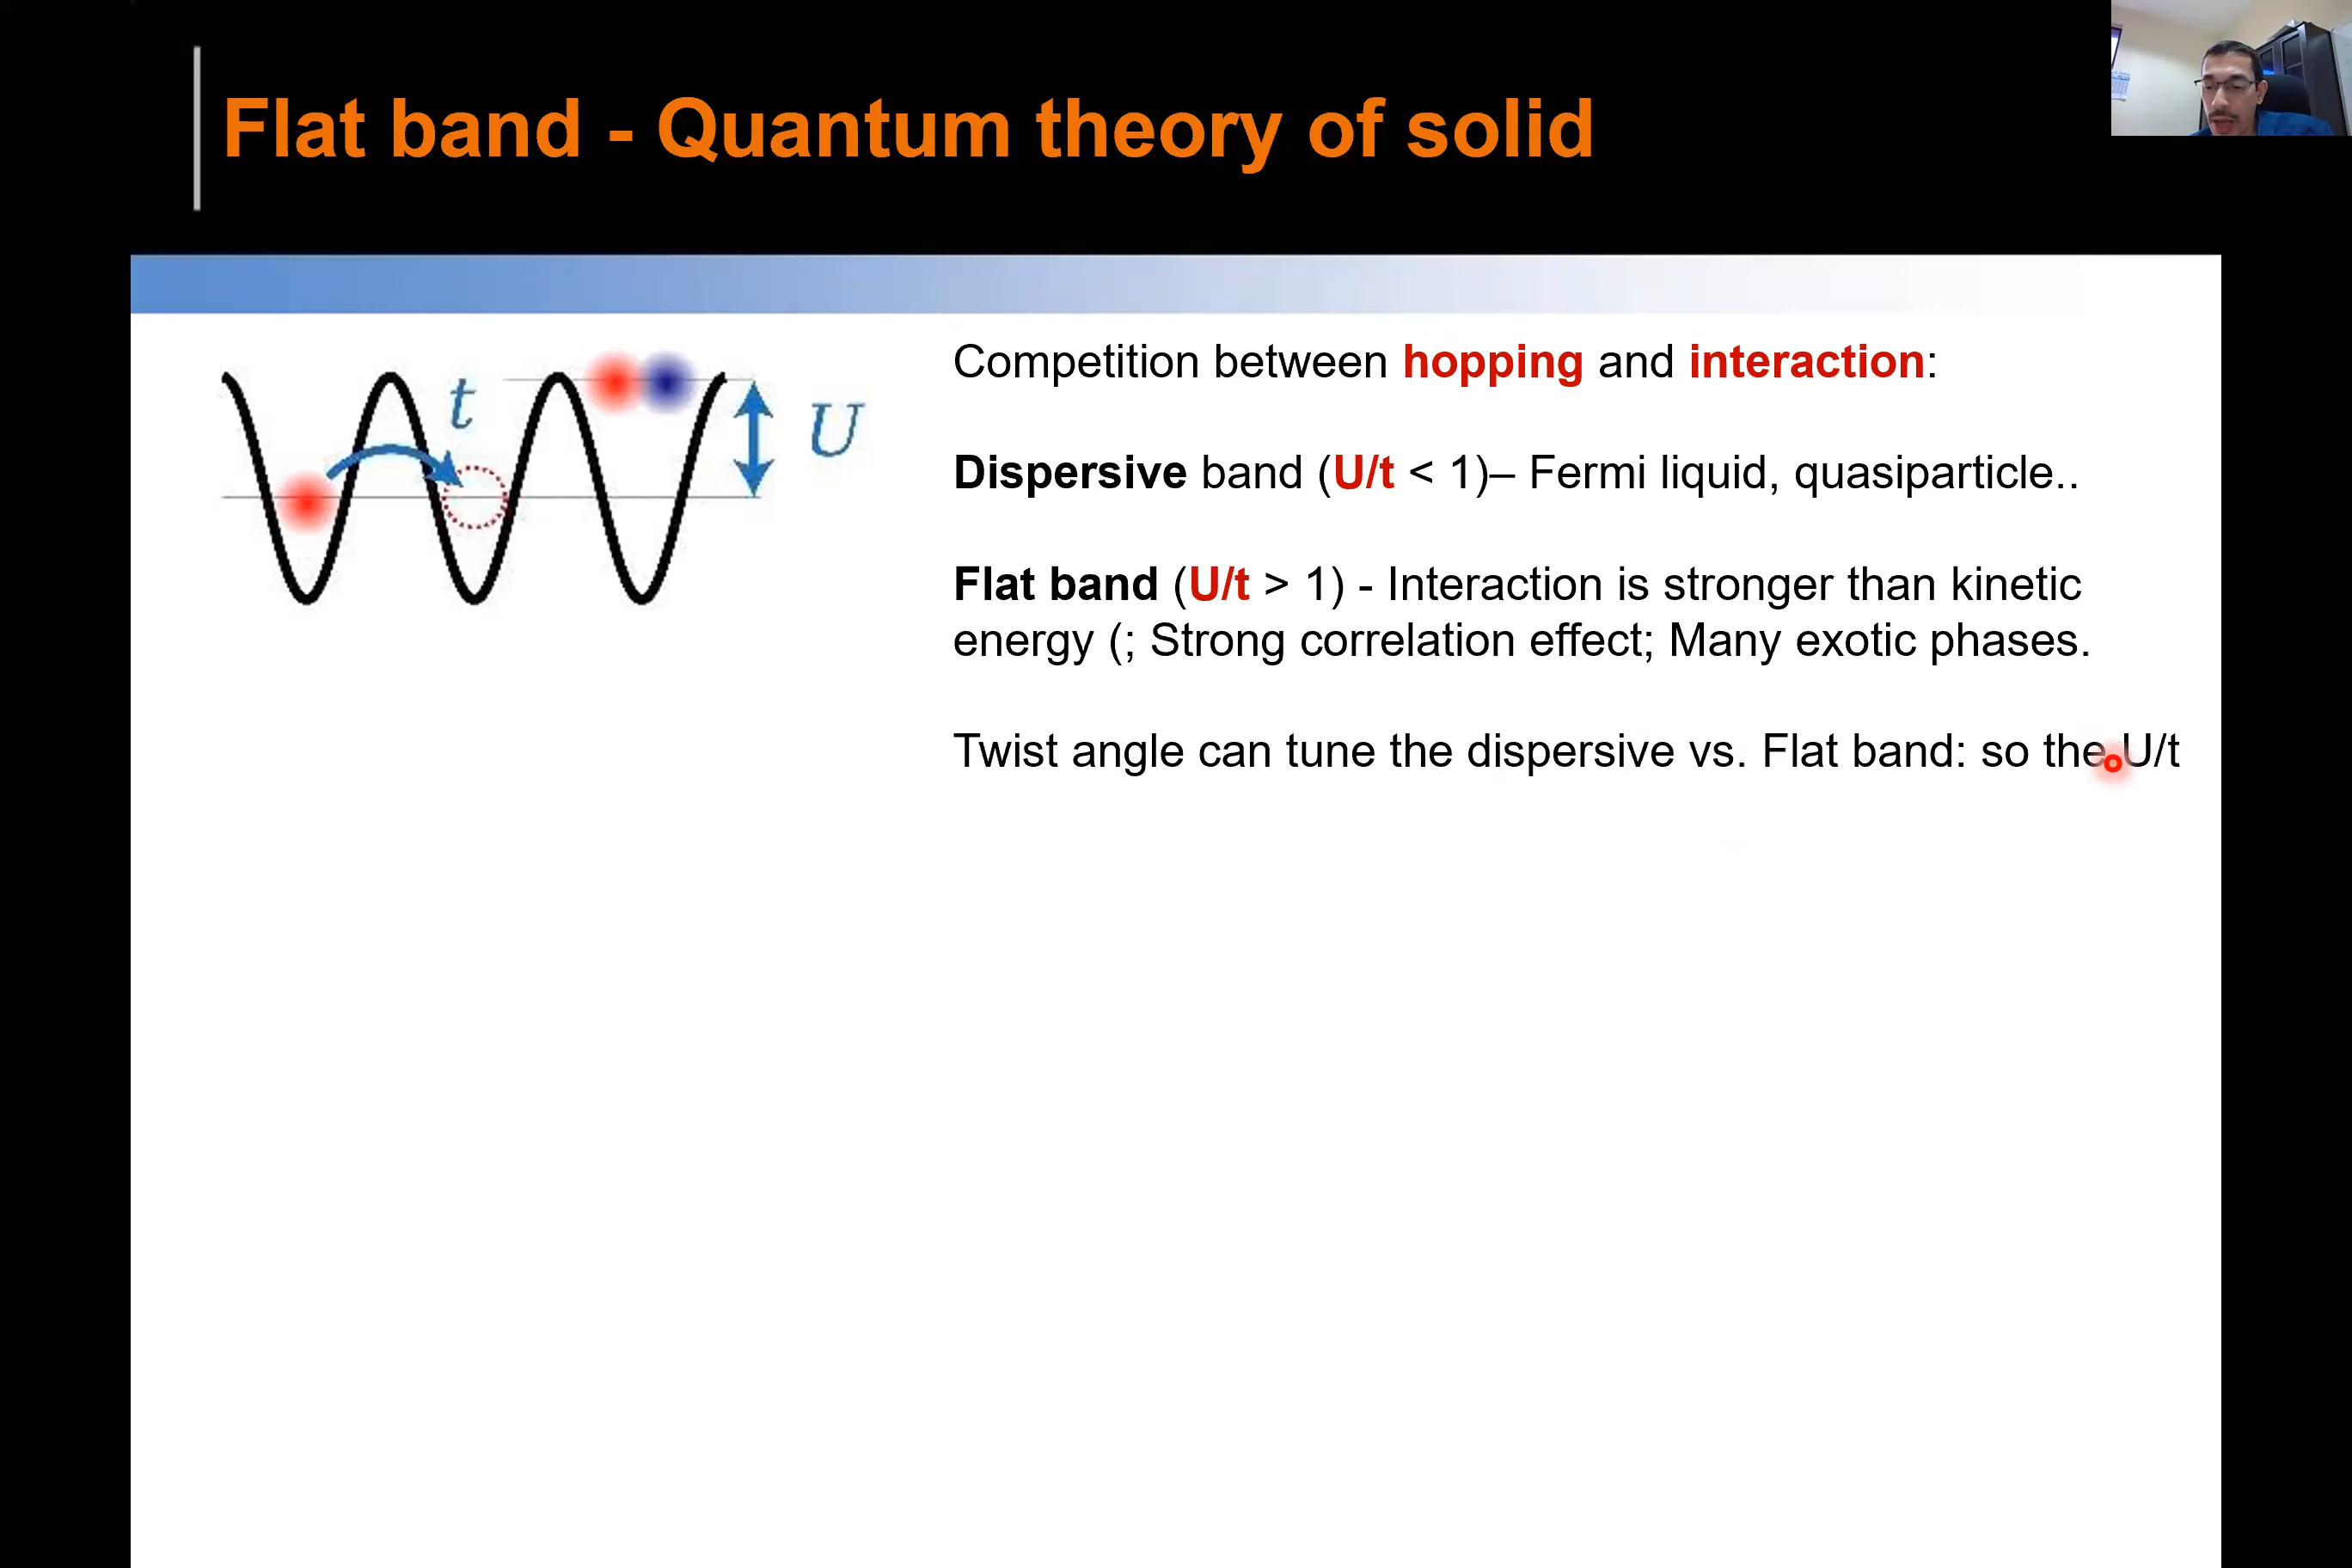 Flat band - Quantum theory of solid
t
U
Competition between hopping and interaction:
Dispersive band (U/t < 1)– Fermi liquid, quasiparticle..
Flat band (U/t > 1) - Interaction is stronger than kinetic
energy (; Strong correlation effect; Many exotic phases.
Twist angle can tune the dispersive vs. Flat band: so the U/t